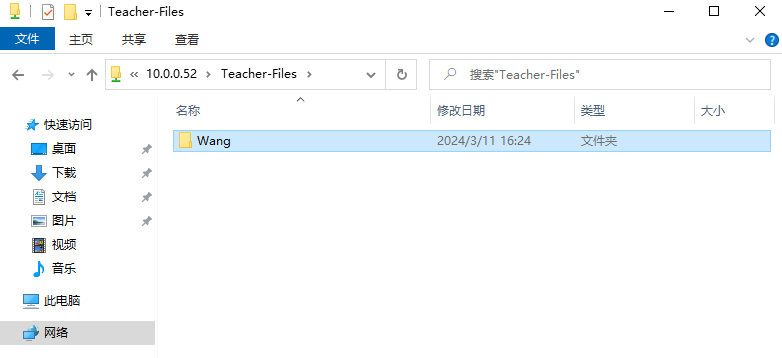 Teacher-Files
文件 主页 共享 查看
« 10.0.0.52 › Teacher-Files › 搜索"Teacher-Files"
名称 修改日期 类型 大小
快速访问
Wang 2024/3/11 16:24 文件夹
桌面
下载
文档
图片
视频
音乐
此电脑
网络